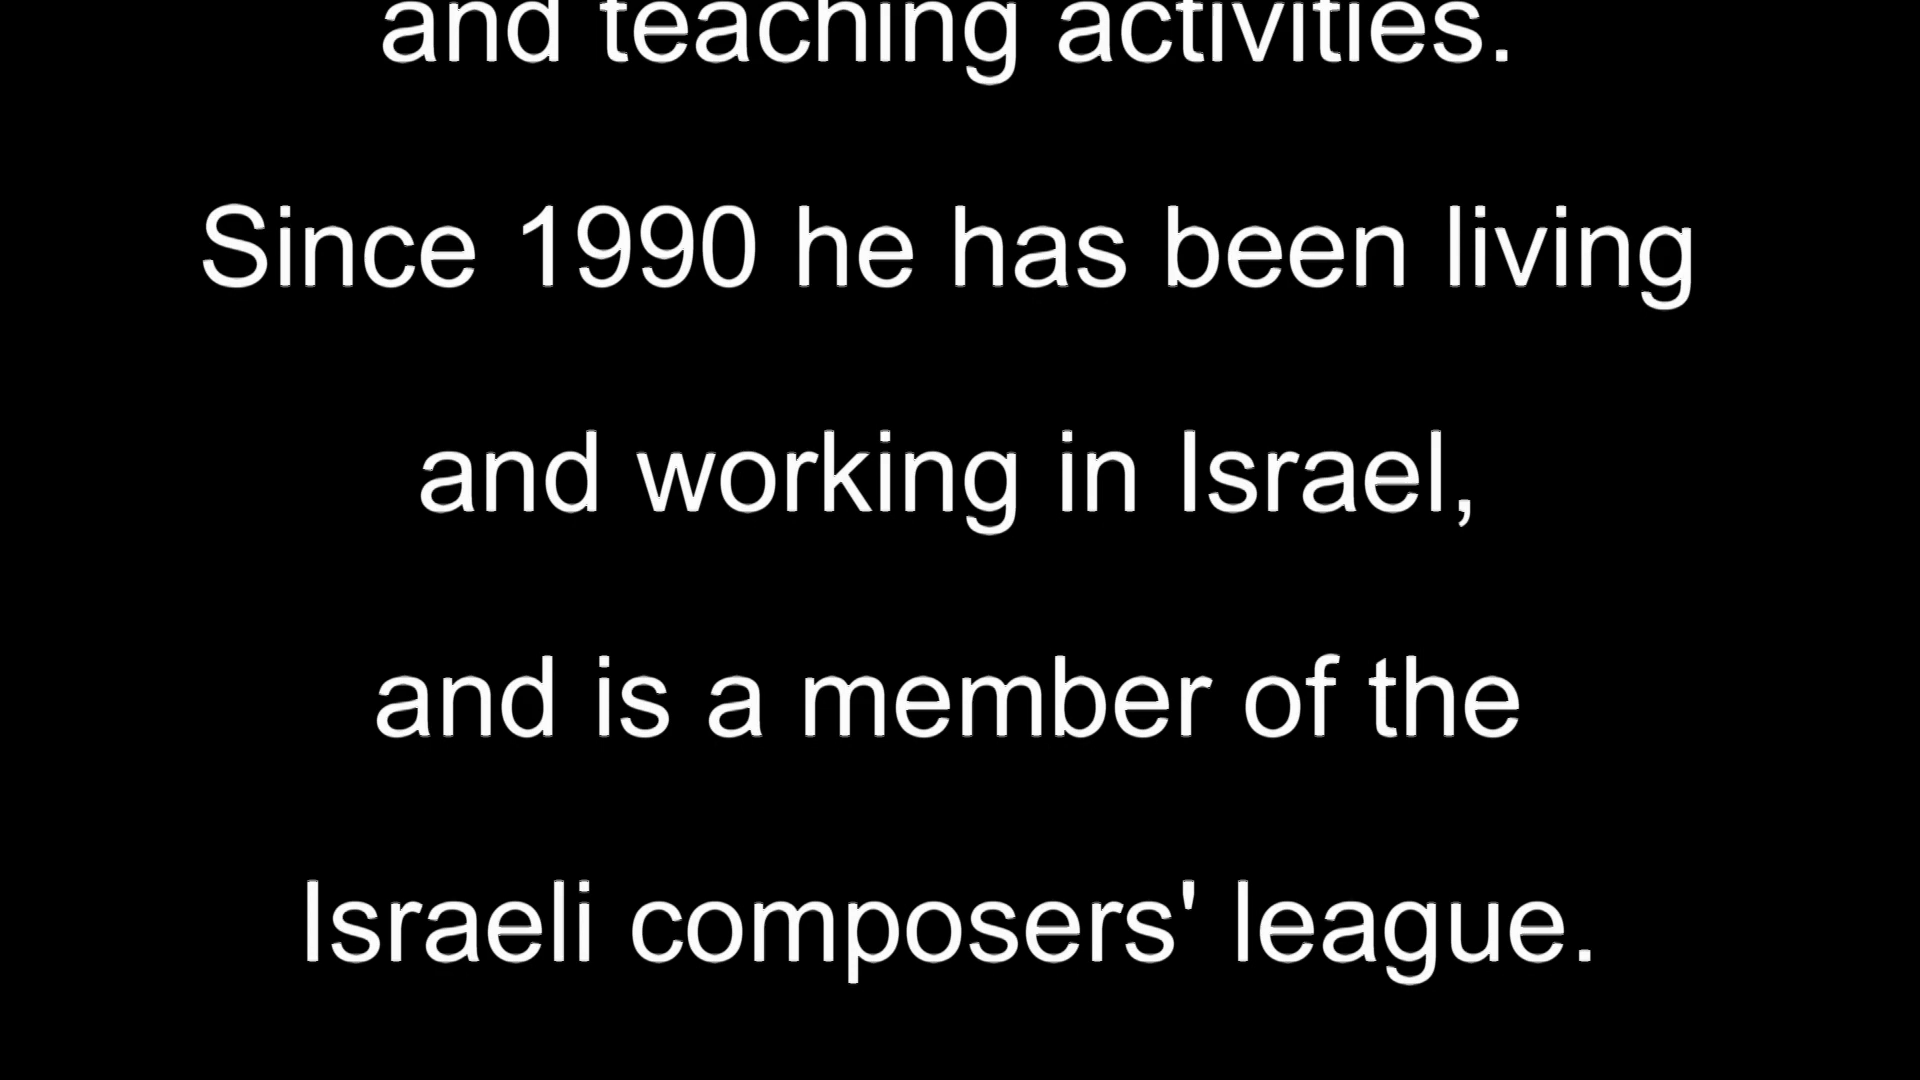 and teaching activities.
Since 1990 he has been living
and working in Israel,
and is a member of the
Israeli composers' league.